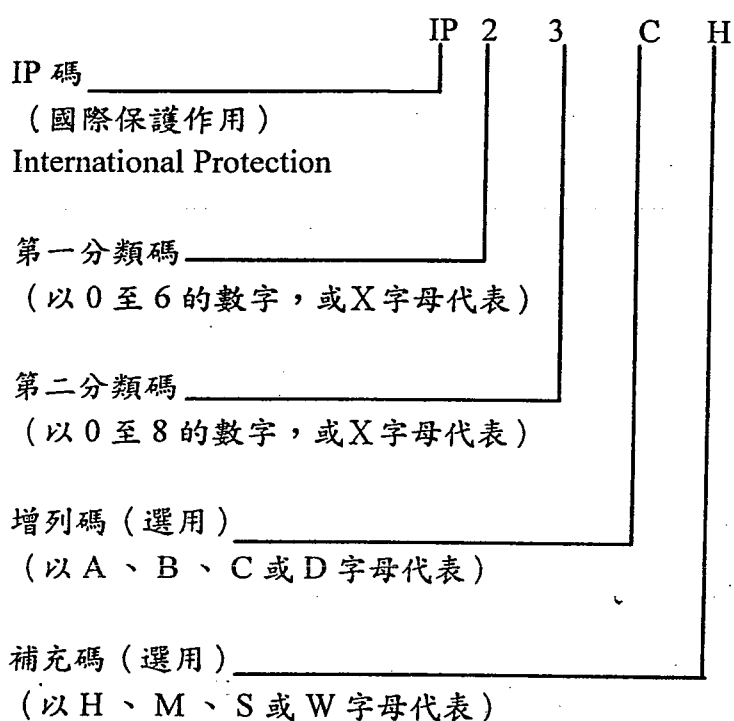 IP 2 3 C H
IP 碼
（國際保護作用）
International Protection
第一分類碼
（以 0 至 6 的數字，或X字母代表）
第二分類碼
（以 0 至 8 的數字，或X字母代表）
增列碼（選用）
（以 A 、 B 、 C 或 D 字母代表）
補充碼（選用）
（以 H 、 M 、 S 或 W 字母代表）